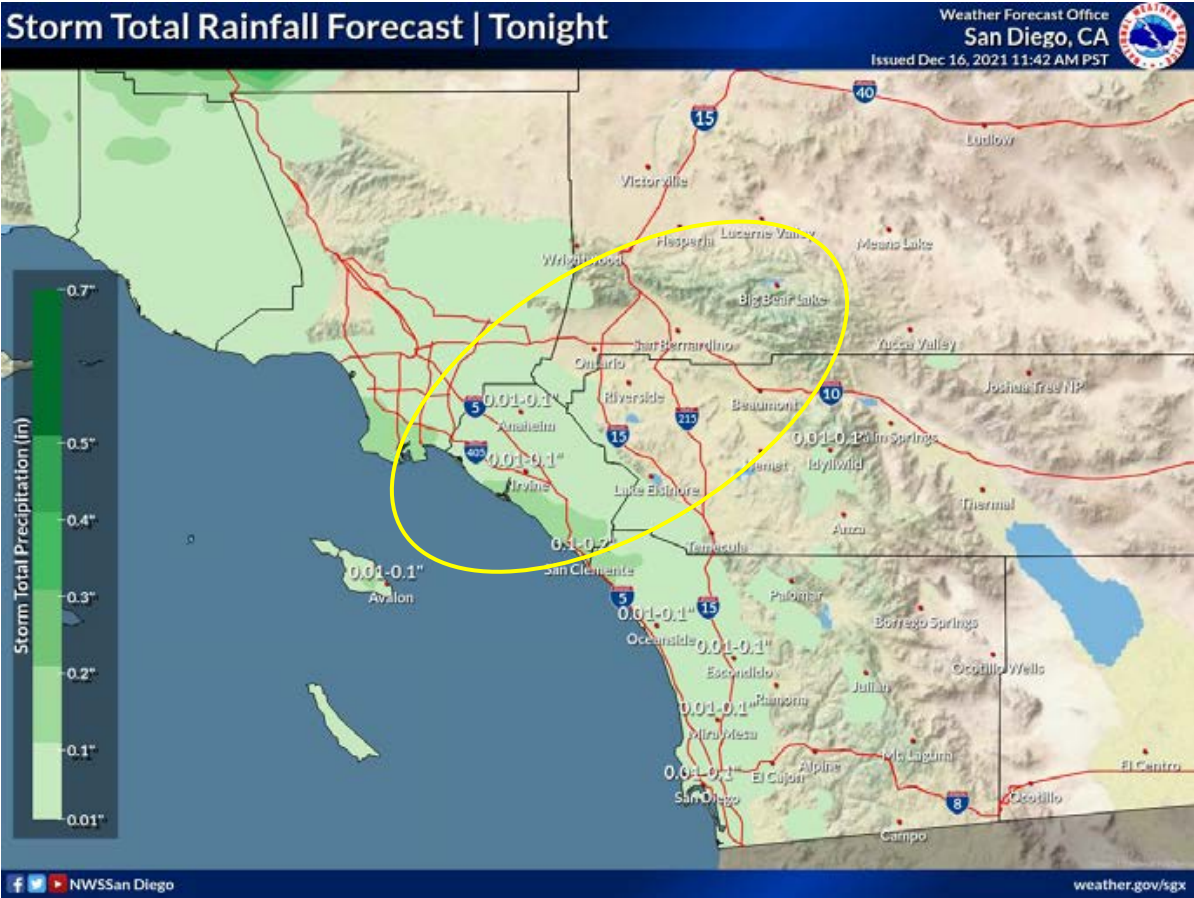 Storm Total Rainfall Forecast | Tonight
Weather Forecast Office
San Diego, CA
Issued Dec 16, 2021 11:42 AM PST
NATIONAL WEATHER SERVICE
40
15
Ludlow
Victorville
Hesperia
Lucerne Valley
Means Lake
Wrightwood
Big Bear Lake
San Bernardino
Yucca Valley
Ontario
Joshua Tree NP
Riverside
10
Beaumont
5
0.01-0.1"
Anaheim
215
15
0.01-0.1"
Palm Springs
405
0.01-0.1"
Irvine
Hemet
Idyllwild
Lake Elsinore
Thermal
Anza
0.1-0.2"
San Clemente
Temecula
0.01-0.1"
Avalon
5
15
0.01-0.1"
Oceanside
Palomar
Borrego Springs
0.01-0.1"
Escondido
Ocotillo Wells
Julian
Ramona
0.01-0.1"
Mira Mesa
Mt Laguna
0.01-0.1"
San Diego
El Cajon
Alpine
El Centro
8
Ocotillo
Campo
Storm Total Precipitation (in)
0.7"
0.5"
0.4"
0.3"
0.2"
0.1"
0.01"
NWSSan Diego
weather.gov/sgx